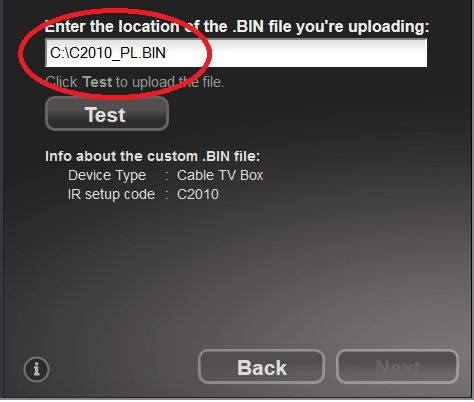 Enter the location of the .BIN file you're uploading:
C:\C2010_PL.BIN
Click Test to upload the file.
Test
Info about the custom .BIN file:
Device Type : Cable TV Box
IR setup code : C2010
i
Back
Next